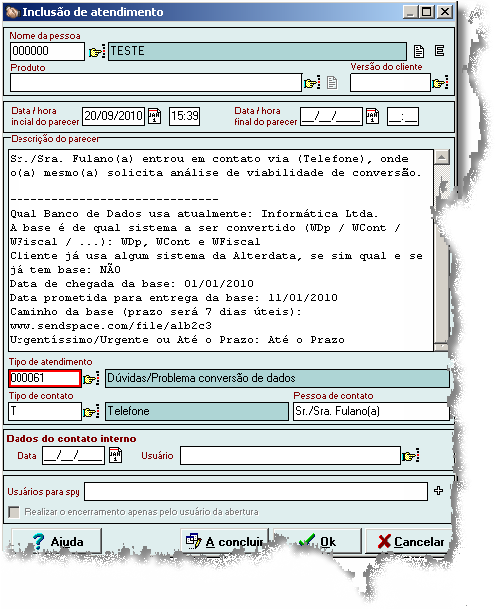 Inclusão de atendimento
Nome da pessoa
000000 TESTE
Produto Versão do cliente
Data / hora
inicial do parecer 20/09/2010 15:39 Data / hora
final do parecer __/__/____ __:__
Descrição do parecer
Sr./Sra. Fulano(a) entrou em contato via (Telefone), onde
o(a) mesmo(a) solicita análise de viabilidade de conversão.
-----------------------------
Qual Banco de Dados usa atualmente: Informática Ltda.
A base é de qual sistema a ser convertido (WDp / WCont /
WFiscal / ...): WDp, WCont e WFiscal
Cliente já usa algum sistema da Alterdata, se sim qual e se
já tem base: NÃO
Data de chegada da base: 01/01/2010
Data prometida para entrega da base: 11/01/2010
Caminho da base (prazo será 7 dias úteis):
www.sendspace.com/file/a1b2c3
Urgentíssimo/Urgente ou Até o Prazo: Até o Prazo
Tipo de atendimento
000061 Dúvidas/Problema conversão de dados
Tipo de contato Pessoa de contato
T Telefone Sr./Sra. Fulano(a)
Dados do contato interno
Data __/__/____ Usuário
Usuários para spy
Realizar o encerramento apenas pelo usuário da abertura
Ajuda A concluir Ok Cancelar